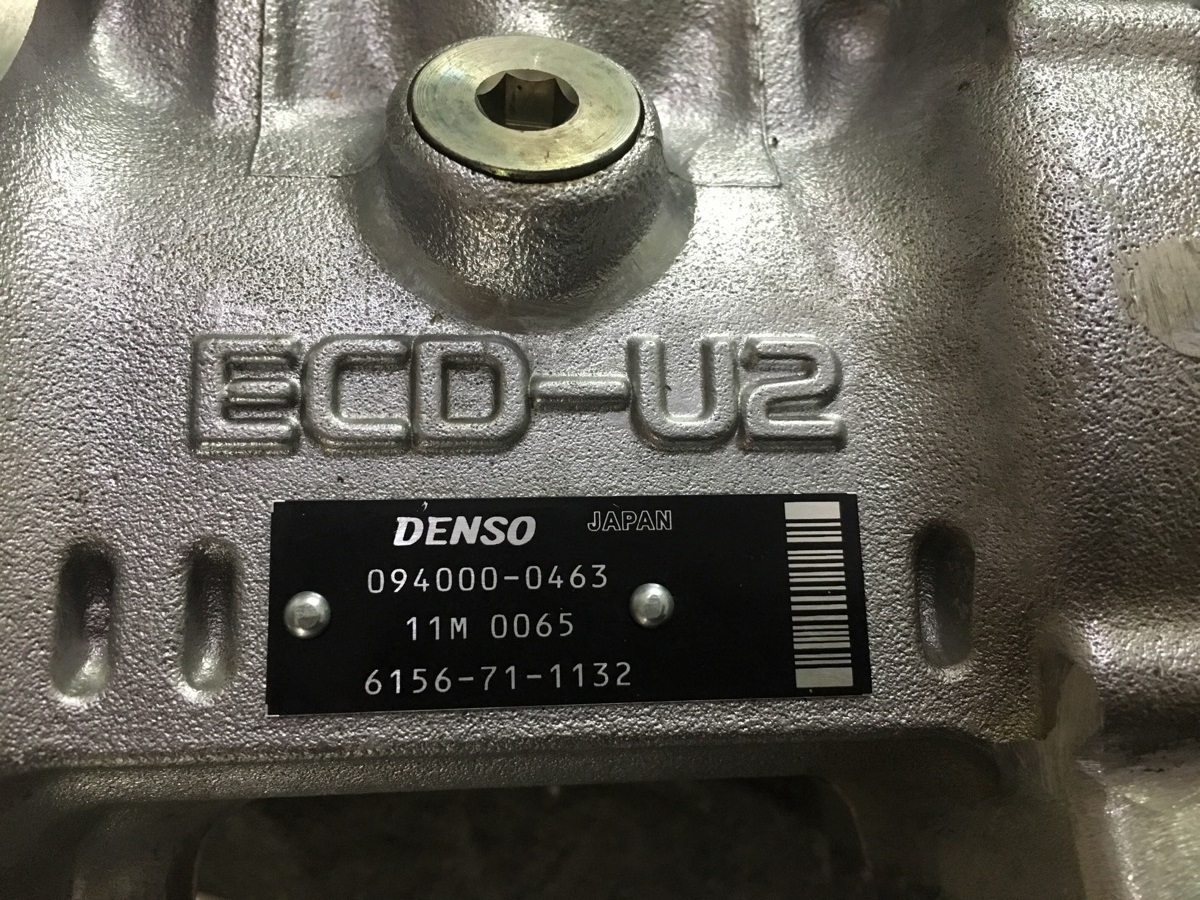 ECD-U2
DENSO JAPAN
094000-0463
11M 0065
6156-71-1132